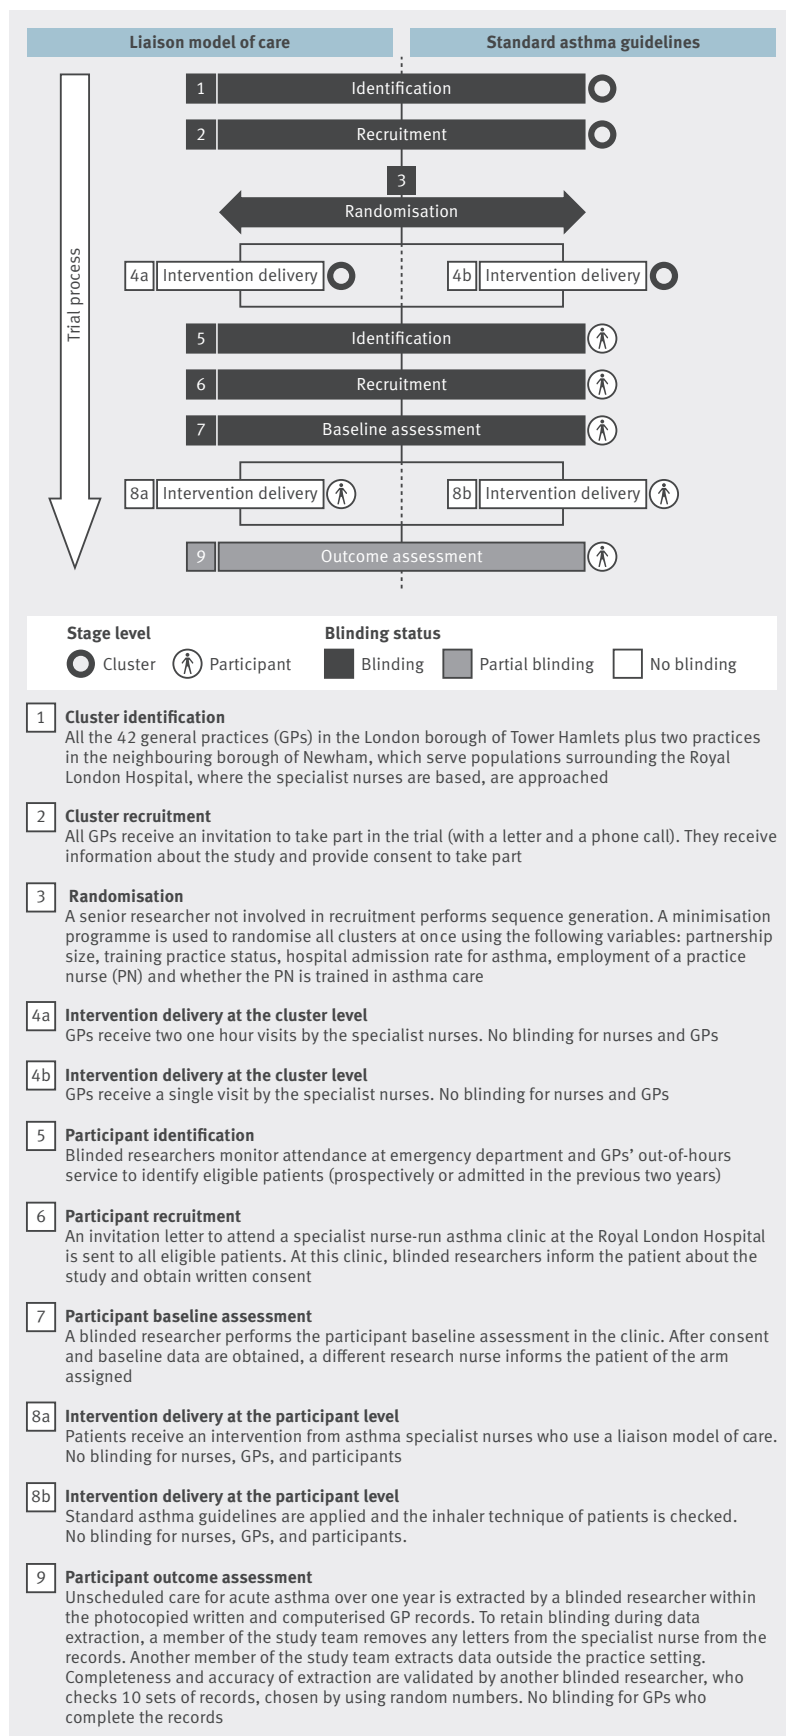 Liaison model of care
Standard asthma guidelines
Trial process
1
Identification
2
Recruitment
3
Randomisation
4a
Intervention delivery
4b
Intervention delivery
5
Identification
6
Recruitment
7
Baseline assessment
8a
Intervention delivery
8b
Intervention delivery
9
Outcome assessment
Stage level
Cluster
Participant
Blinding status
Blinding
Partial blinding
No blinding
1
Cluster identification
All the 42 general practices (GPs) in the London borough of Tower Hamlets plus two practices
in the neighbouring borough of Newham, which serve populations surrounding the Royal
London Hospital, where the specialist nurses are based, are approached
2
Cluster recruitment
All GPs receive an invitation to take part in the trial (with a letter and a phone call). They receive
information about the study and provide consent to take part
3
Randomisation
A senior researcher not involved in recruitment performs sequence generation. A minimisation
programme is used to randomise all clusters at once using the following variables: partnership
size, training practice status, hospital admission rate for asthma, employment of a practice
nurse (PN) and whether the PN is trained in asthma care
4a
Intervention delivery at the cluster level
GPs receive two one hour visits by the specialist nurses. No blinding for nurses and GPs
4b
Intervention delivery at the cluster level
GPs receive a single visit by the specialist nurses. No blinding for nurses and GPs
5
Participant identification
Blinded researchers monitor attendance at emergency department and GPs' out-of-hours
service to identify eligible patients (prospectively or admitted in the previous two years)
6
Participant recruitment
An invitation letter to attend a specialist nurse-run asthma clinic at the Royal London Hospital
is sent to all eligible patients. At this clinic, blinded researchers inform the patient about the
study and obtain written consent
7
Participant baseline assessment
A blinded researcher performs the participant baseline assessment in the clinic. After consent
and baseline data are obtained, a different research nurse informs the patient of the arm
assigned
8a
Intervention delivery at the participant level
Patients receive an intervention from asthma specialist nurses who use a liaison model of care.
No blinding for nurses, GPs, and participants
8b
Intervention delivery at the participant level
Standard asthma guidelines are applied and the inhaler technique of patients is checked.
No blinding for nurses, GPs, and participants.
9
Participant outcome assessment
Unscheduled care for acute asthma over one year is extracted by a blinded researcher within
the photocopied written and computerised GP records. To retain blinding during data
extraction, a member of the study team removes any letters from the specialist nurse from the
records. Another member of the study team extracts data outside the practice setting.
Completeness and accuracy of extraction are validated by another blinded researcher, who
checks 10 sets of records, chosen by using random numbers. No blinding for GPs who
complete the records